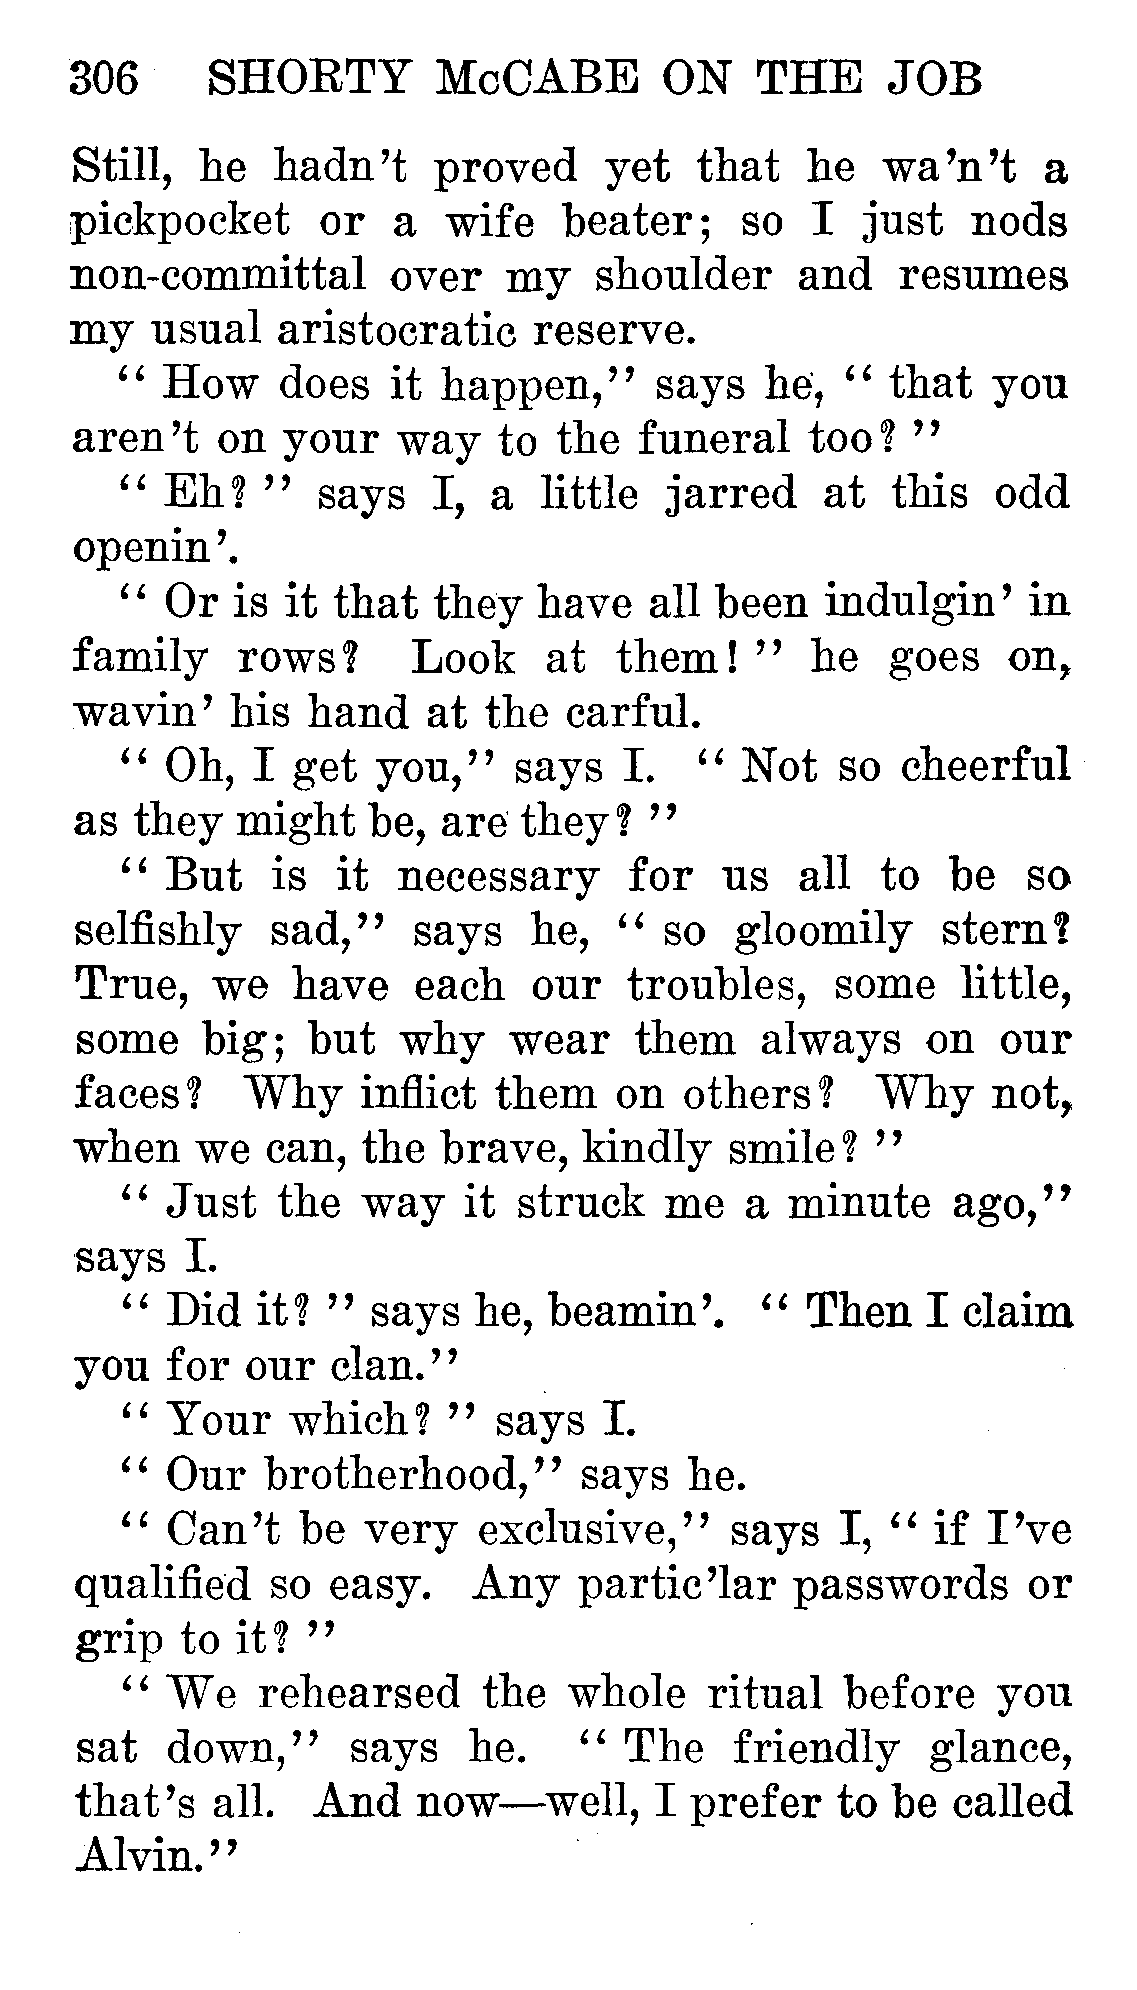 306 SHORTY McCABE ON THE JOB
Still, he hadn't proved yet that he wa'n't a
pickpocket or a wife beater; so I just nods
non-committal over my shoulder and resumes
my usual aristocratic reserve.
“ How does it happen,” says he, “ that you
aren't on your way to the funeral too? ”
“ Eh? ” says I, a little jarred at this odd
openin'.
“ Or is it that they have all been indulgin' in
family rows? Look at them! ” he goes on,
wavin' his hand at the carful.
“ Oh, I get you,” says I. “ Not so cheerful
as they might be, are they? ”
“ But is it necessary for us all to be so
selfishly sad,” says he, “ so gloomily stern?
True, we have each our troubles, some little,
some big; but why wear them always on our
faces? Why inflict them on others? Why not,
when we can, the brave, kindly smile? ”
“ Just the way it struck me a minute ago,”
says I.
“ Did it? ” says he, beamin'. “ Then I claim
you for our clan.”
“ Your which? ” says I.
“ Our brotherhood,” says he.
“ Can't be very exclusive,” says I, “ if I've
qualified so easy. Any partic'lar passwords or
grip to it? ”
“ We rehearsed the whole ritual before you
sat down,” says he. “ The friendly glance,
that's all. And now—well, I prefer to be called
Alvin.”